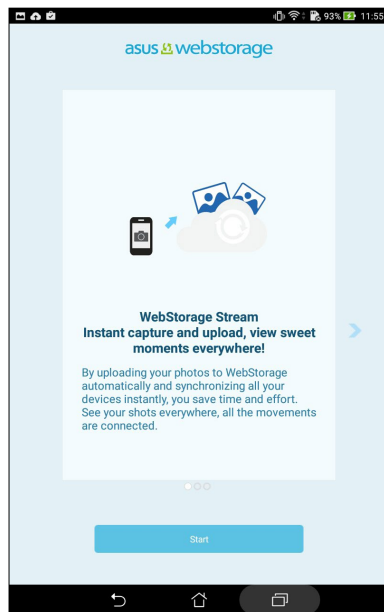 93% 11:55
asus webstorage
WebStorage Stream
Instant capture and upload, view sweet
moments everywhere!
By uploading your photos to WebStorage
automatically and synchronizing all your
devices instantly, you save time and effort.
See your shots everywhere, all the movements
are connected.
Start